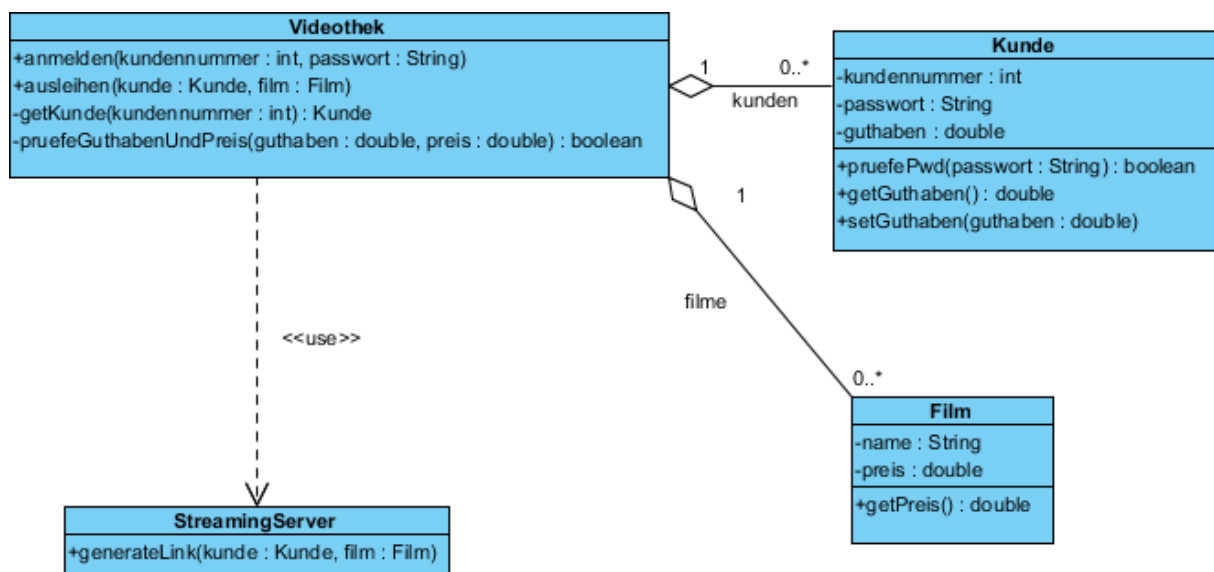 Videothek
+anmelden(kundennummer : int, passwort : String)
+ausleihen(kunde : Kunde, film : Film)
-getKunde(kundennummer : int) : Kunde
-pruefeGuthabenUndPreis(guthaben : double, preis : double) : boolean
1
0..*
kunden
Kunde
-kundennummer : int
-passwort : String
-guthaben : double
+pruefePwd(passwort : String) : boolean
+getGuthaben() : double
+setGuthaben(guthaben : double)
1
filme
0..*
<<use>>
Film
-name : String
-preis : double
+getPreis() : double
StreamingServer
+generateLink(kunde : Kunde, film : Film)